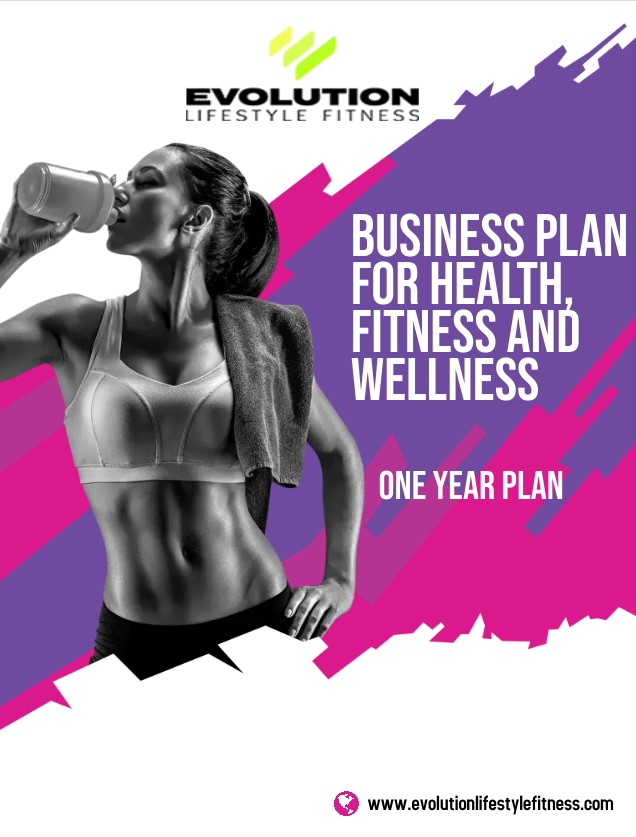 EVOLUTION
LIFESTYLE FITNESS
BUSINESS PLAN
FOR HEALTH,
FITNESS AND
WELLNESS
ONE YEAR PLAN
www.evolutionlifestylefitness.com